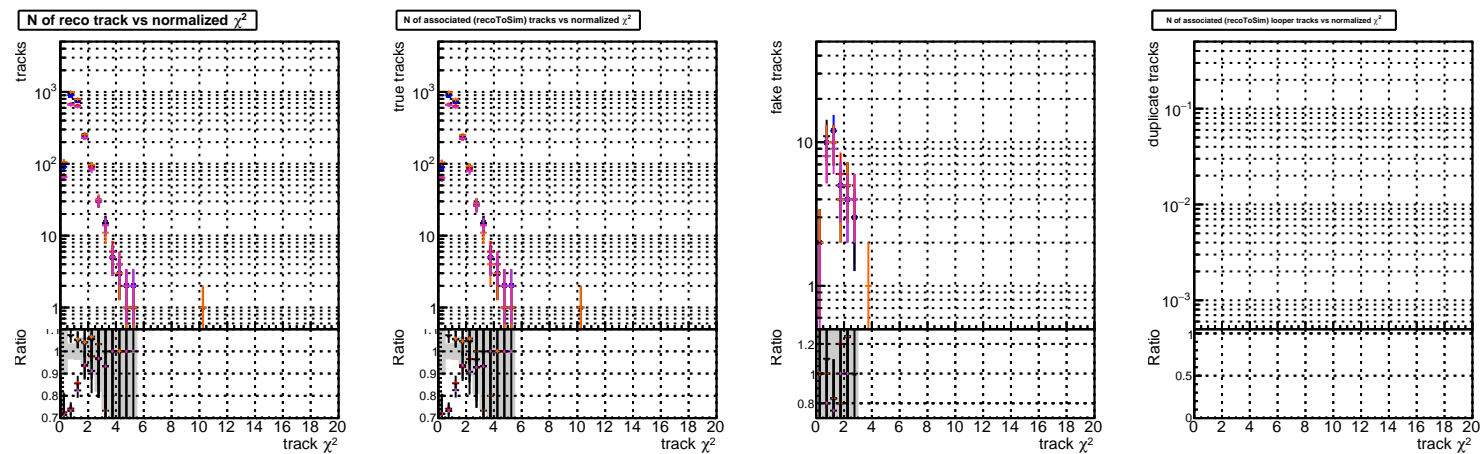 N of reco track vs normalized χ²
tracks
10³
10²
10
1
Ratio
1.1
1
0.9
0.8
0.7
0 2 4 6 8 10 12 14 16 18 20
track χ²
N of associated (recoToSim) tracks vs normalized χ²
true tracks
10³
10²
10
1
Ratio
1.1
1
0.9
0.8
0.7
0 2 4 6 8 10 12 14 16 18 20
track χ²
fake tracks
10
1
Ratio
1.2
1
0.8
0 2 4 6 8 10 12 14 16 18 20
track χ²
N of associated (recoToSim) looper tracks vs normalized χ²
duplicate tracks
10⁻¹
10⁻²
10⁻³
Ratio
1
0.5
0
0 2 4 6 8 10 12 14 16 18 20
track χ²